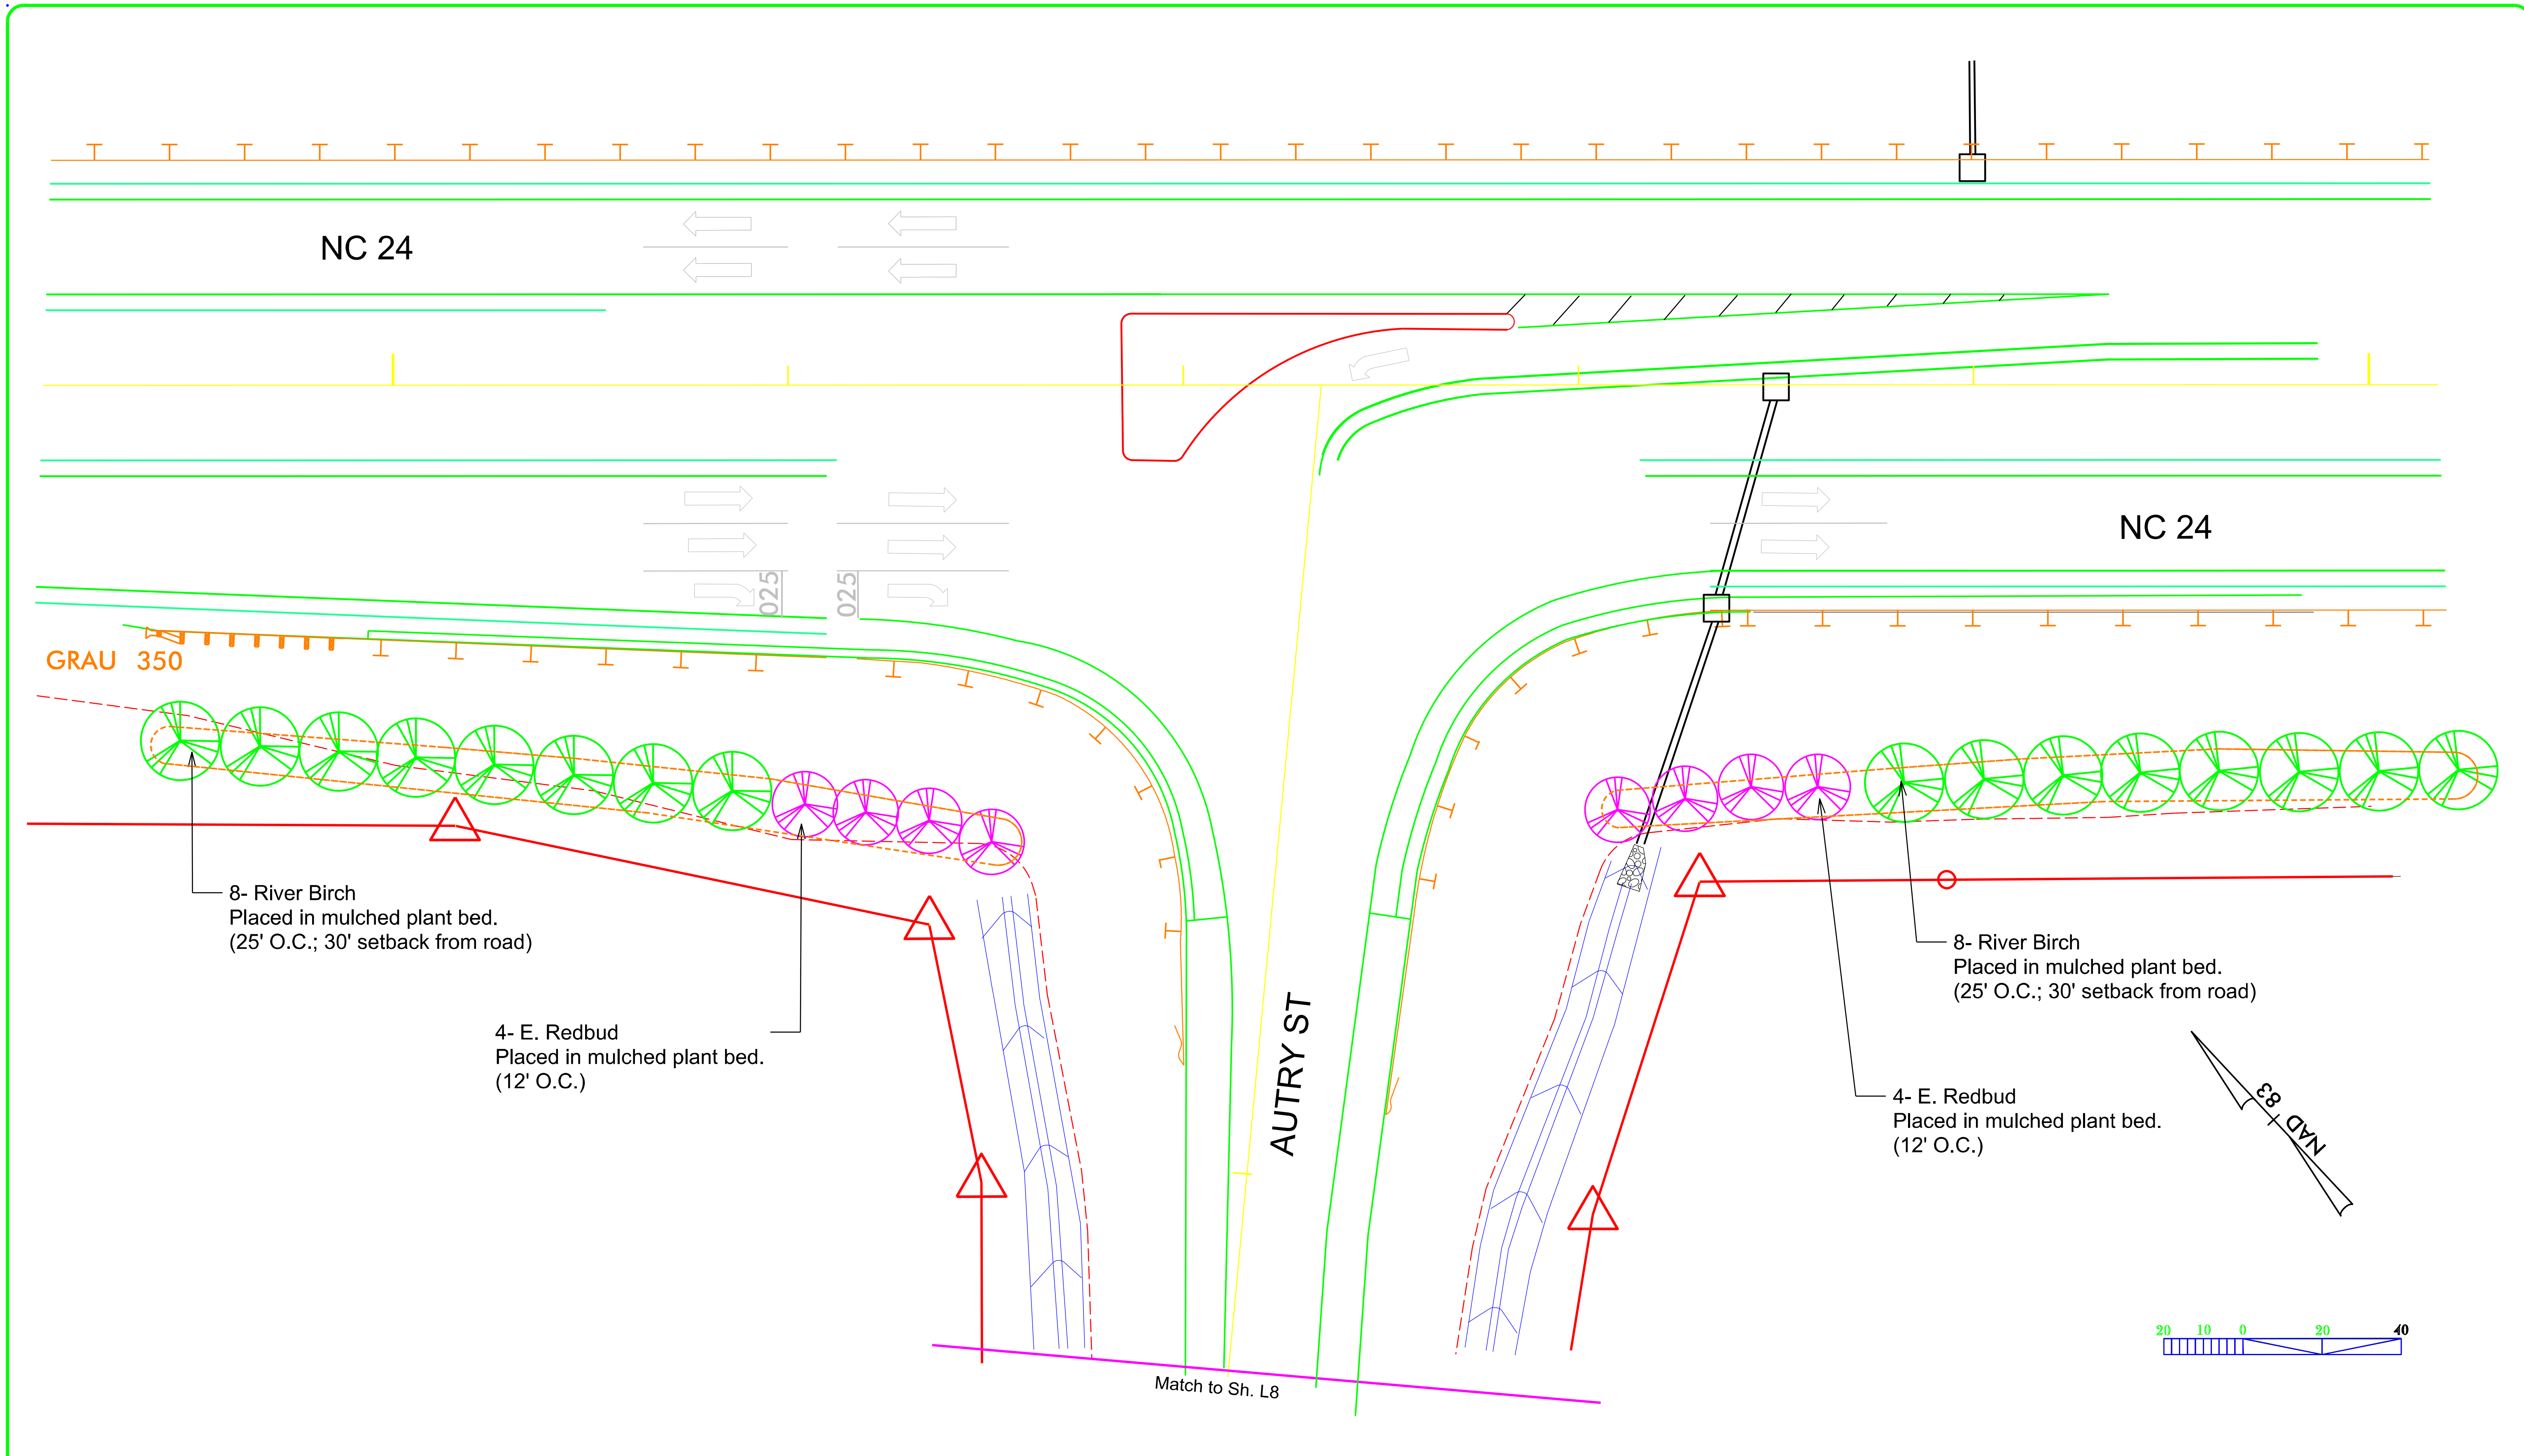 NC 24
NC 24
025
025
GRAU 350
8- River Birch
Placed in mulched plant bed.
(25' O.C.; 30' setback from road)
4- E. Redbud
Placed in mulched plant bed.
(12' O.C.)
AUTRY ST
8- River Birch
Placed in mulched plant bed.
(25' O.C.; 30' setback from road)
4- E. Redbud
Placed in mulched plant bed.
(12' O.C.)
NAD 83
20 10 0 20 40
Match to Sh. L8